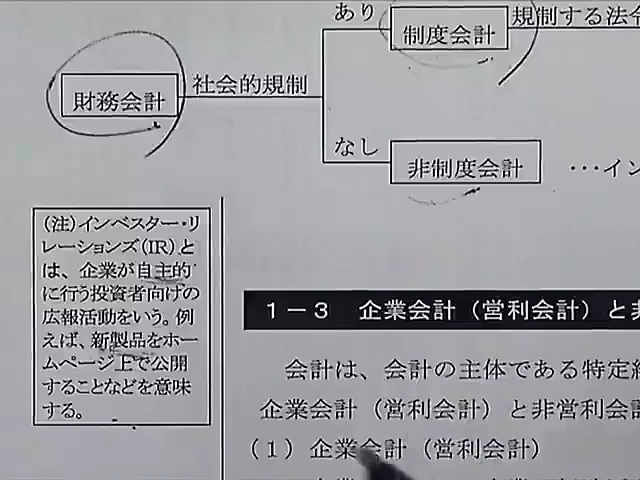 あり
制度会計
規制する法令
財務会計
社会的規制
なし
非制度会計
…イン
(注)インベスター・リ
レーションズ(IR)と
は、企業が自主的
に行う投資者向けの
広報活動をいう。例
えば、新製品をホー
ムページ上で公開
することなどを意味
する。
1-3 企業会計(営利会計)と非
会計は、会計の主体である特定
企業会計(営利会計)と非営利会計
(1)企業会計(営利会計)